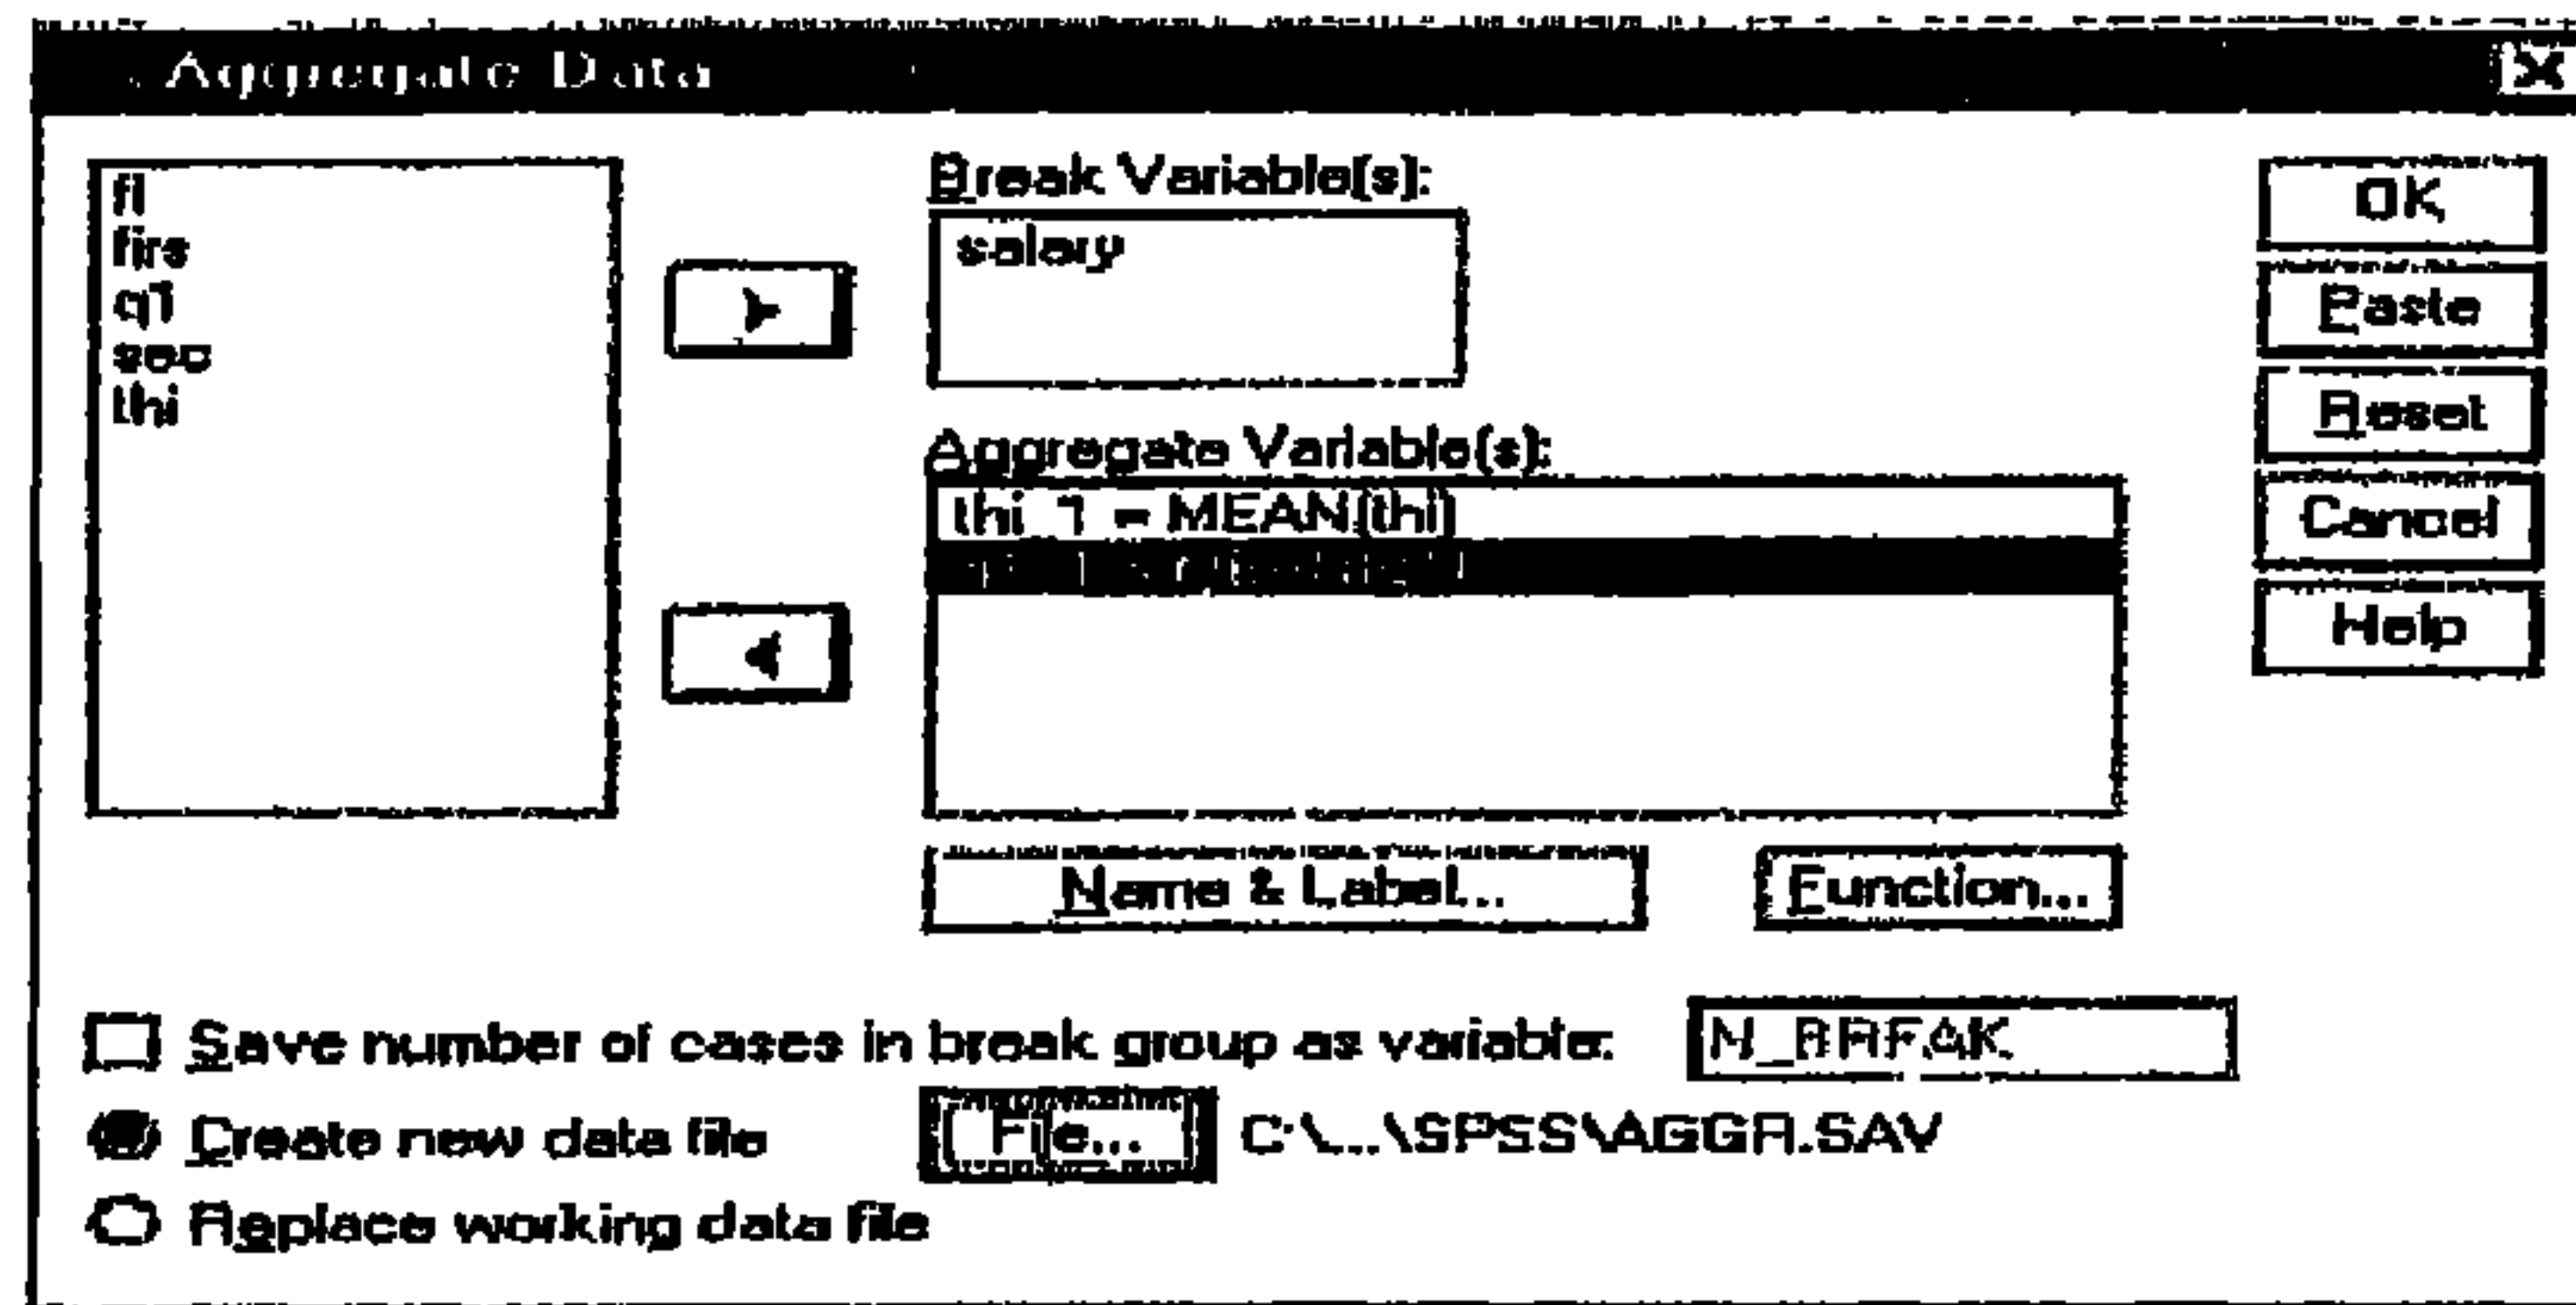 Aggregate Data
fi
firs
q1
sec
thi
Break Variable(s):
salary
Aggregate Variable(s):
thi_1 = MEAN(thi)
Name & Label...
Function...
OK
Paste
Reset
Cancel
Help
Save number of cases in break group as variable:
N_BREAK
Create new data file
File...
C:\...\SPSS\AGGR.SAV
Replace working data file